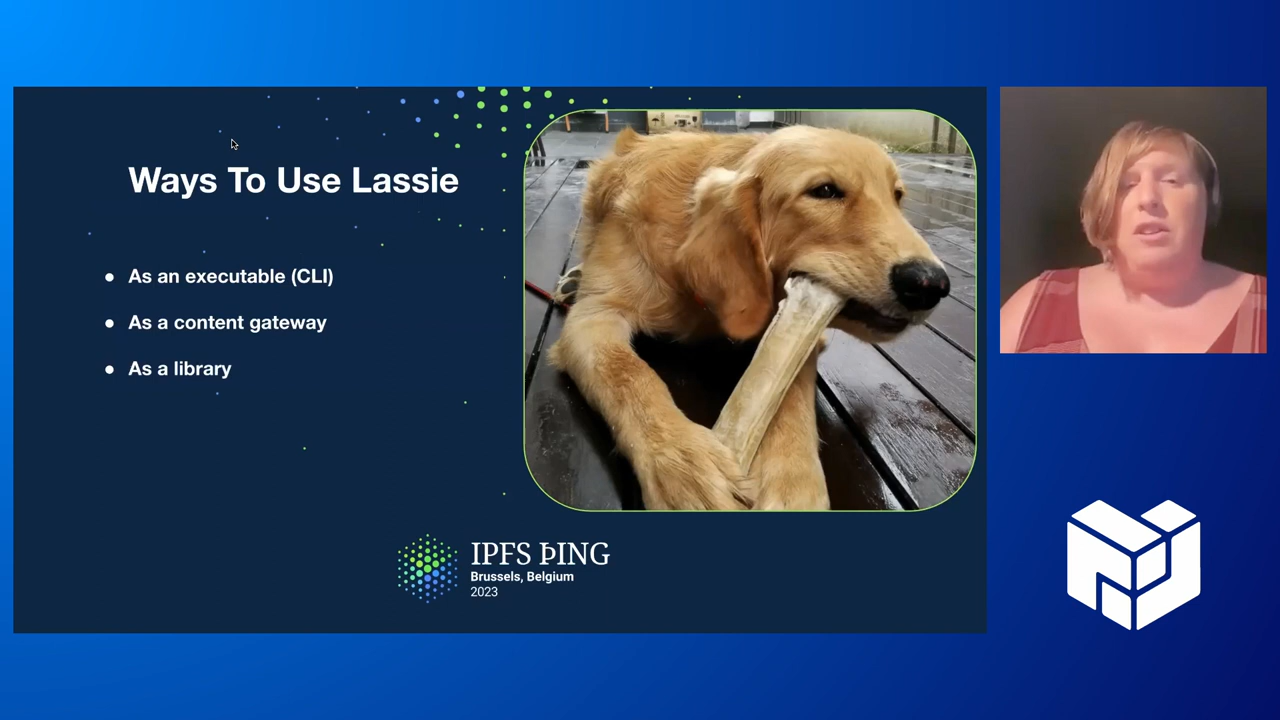 Ways To Use Lassie
● As an executable (CLI)
● As a content gateway
● As a library
IPFS ÞING
Brussels, Belgium
2023